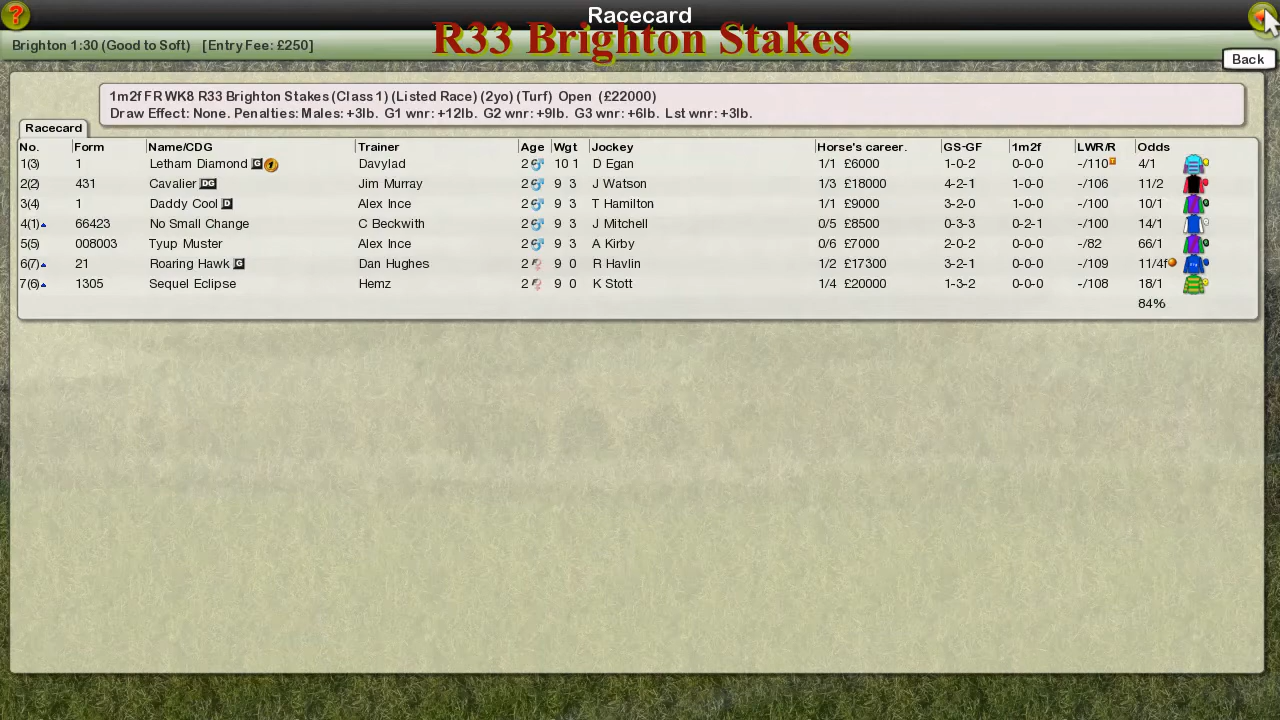 Racecard
R33 Brighton Stakes
Brighton 1:30 (Good to Soft) [Entry Fee: £250]
Back
1m2f FR WK8 R33 Brighton Stakes (Class 1) (Listed Race) (2yo) (Turf) Open (£22000)
Draw Effect: None. Penalties: Males: +3lb. G1 wnr: +12lb. G2 wnr: +9lb. G3 wnr: +6lb. Lst wnr: +3lb.
Racecard
No. Form Name/CDG Trainer Age Wgt Jockey Horse's career. GS-GF 1m2f LWR/R Odds
1(3) 1 Letham Diamond G 1 Davylad 2 10 1 D Egan 1/1 £6000 1-0-2 0-0-0 -/110 T 4/1
2(2) 431 Cavalier DG Jim Murray 2 9 3 J Watson 1/3 £18000 4-2-1 1-0-0 -/106 11/2
3(4) 1 Daddy Cool D Alex Ince 2 9 3 T Hamilton 1/1 £9000 3-2-0 1-0-0 -/100 10/1
4(1) 66423 No Small Change C Beckwith 2 9 3 J Mitchell 0/5 £8500 0-3-3 0-2-1 -/100 14/1
5(5) 008003 Tyup Muster Alex Ince 2 9 3 A Kirby 0/6 £7000 2-0-2 0-0-0 -/82 66/1
6(7) 21 Roaring Hawk G Dan Hughes 2 9 0 R Havlin 1/2 £17300 3-2-1 0-0-0 -/109 11/4f
7(6) 1305 Sequel Eclipse Hemz 2 9 0 K Stott 1/4 £20000 1-3-2 0-0-0 -/108 18/1
84%